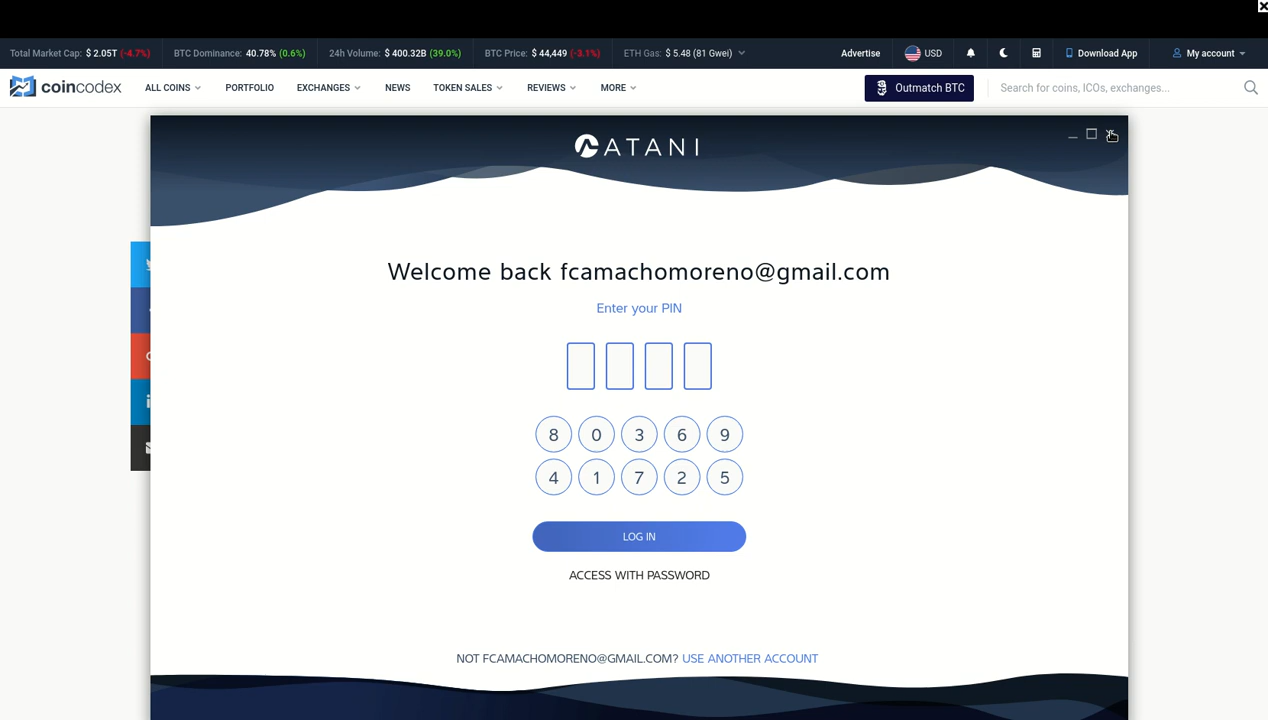 Total Market Cap: $ 2.05T (-4.7%) BTC Dominance: 40.78% (0.6%) 24h Volume: $ 400.32B (39.0%) BTC Price: $ 44,449 (-3.1%) ETH Gas: $ 5.48 (81 Gwei) Advertise USD Download App My account
coincodex ALL COINS PORTFOLIO EXCHANGES NEWS TOKEN SALES REVIEWS MORE Outmatch BTC Search for coins, ICOs, exchanges...
ATANI
Welcome back fcamachomoreno@gmail.com
Enter your PIN
8 0 3 6 9
4 1 7 2 5
LOG IN
ACCESS WITH PASSWORD
NOT FCAMACHOMORENO@GMAIL.COM? USE ANOTHER ACCOUNT